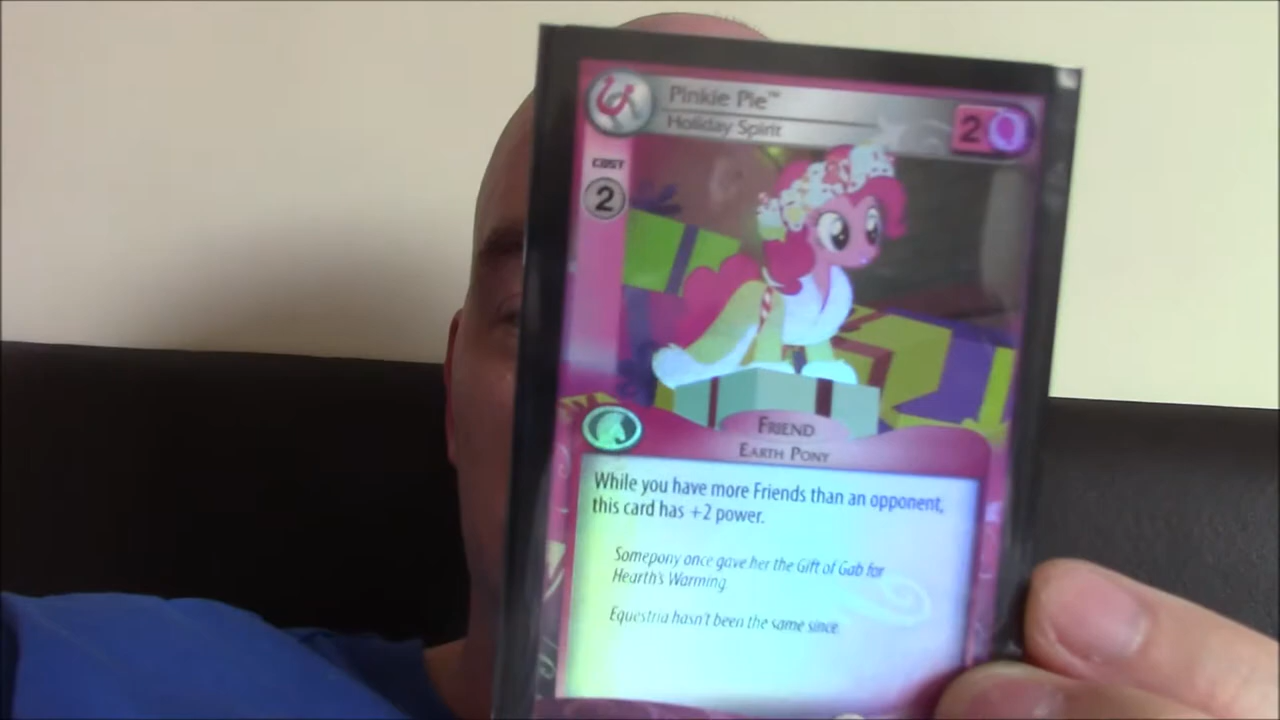 Pinkie Pie™
Holiday Spirit
2
COST
2
FRIEND
EARTH PONY
While you have more Friends than an opponent,
this card has +2 power.
Somepony once gave her the Gift of Gab for
Hearth's Warming
Equestria hasn't been the same since.